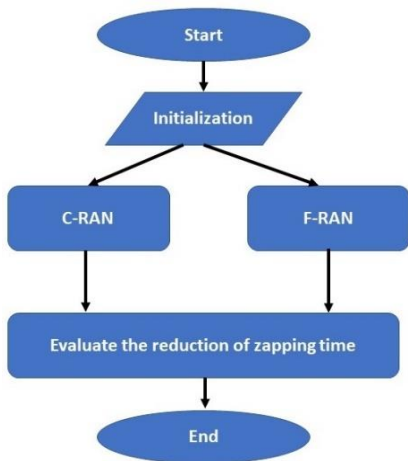 Start
Initialization
C-RAN
F-RAN
Evaluate the reduction of zapping time
End